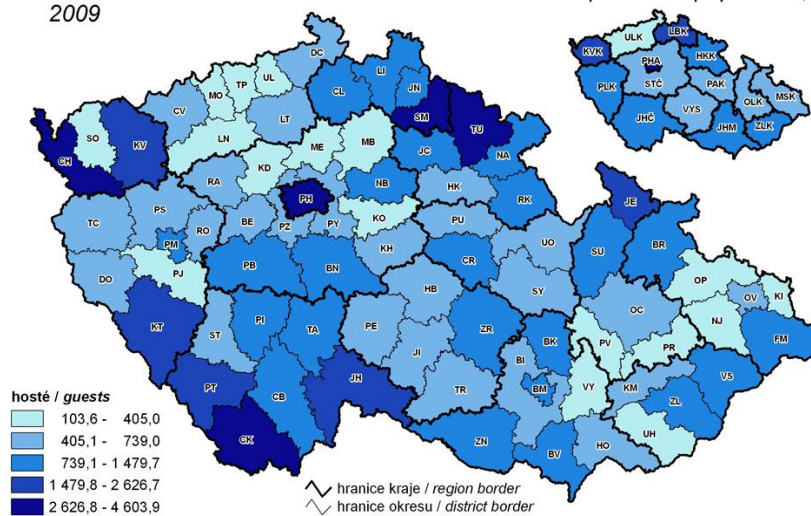 2009
DC
UL
TP
MO
LI
CL
JN
CV
LT
SM
TU
SO
KV
LN
CH
ME
MB
JC
NA
KD
RA
NB
HK
RK
PH
JE
TC
PS
BE
PZ
PY
KO
PU
RO
PM
KH
UO
SU
BR
PB
BN
CR
DO
PJ
OP
KI
HB
SY
OC
OV
KT
ST
PI
TA
PE
ZR
BK
NJ
PV
PR
FM
JI
BI
PT
JH
CB
BM
VY
KM
VS
TR
ZL
CK
UH
ZN
BV
HO
ULK
LBK
KVK
HKK
PHA
STČ
PAK
PLK
MSK
OLK
VYS
JHČ
JHM
ZLK
hosté / guests
103,6 - 405,0
405,1 - 739,0
739,1 - 1 479,7
1 479,8 - 2 626,7
2 626,8 - 4 603,9
hranice kraje / region border
hranice okresu / district border